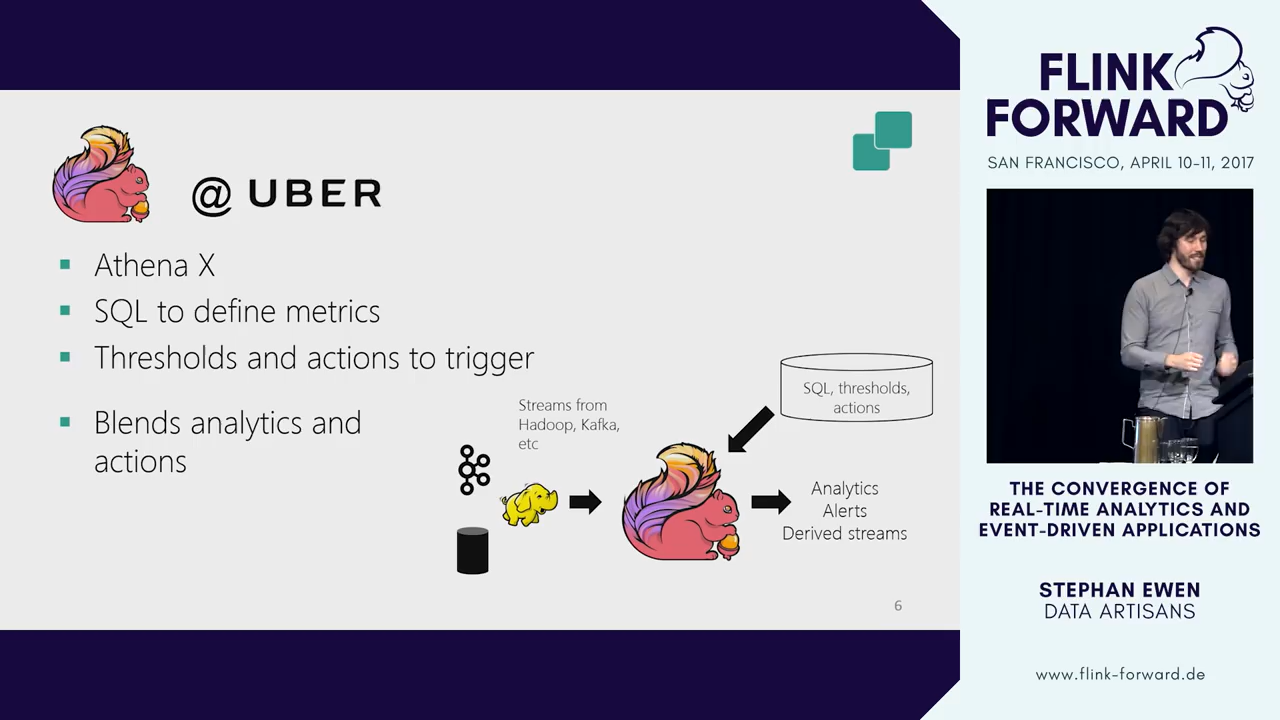 @ UBER
Athena X
SQL to define metrics
Thresholds and actions to trigger
Blends analytics and
actions
Streams from
Hadoop, Kafka,
etc
SQL, thresholds,
actions
Analytics
Alerts
Derived streams
6
FLINK
FORWARD
SAN FRANCISCO, APRIL 10-11, 2017
THE CONVERGENCE OF
REAL-TIME ANALYTICS AND
EVENT-DRIVEN APPLICATIONS
STEPHAN EWEN
DATA ARTISANS
www.flink-forward.de